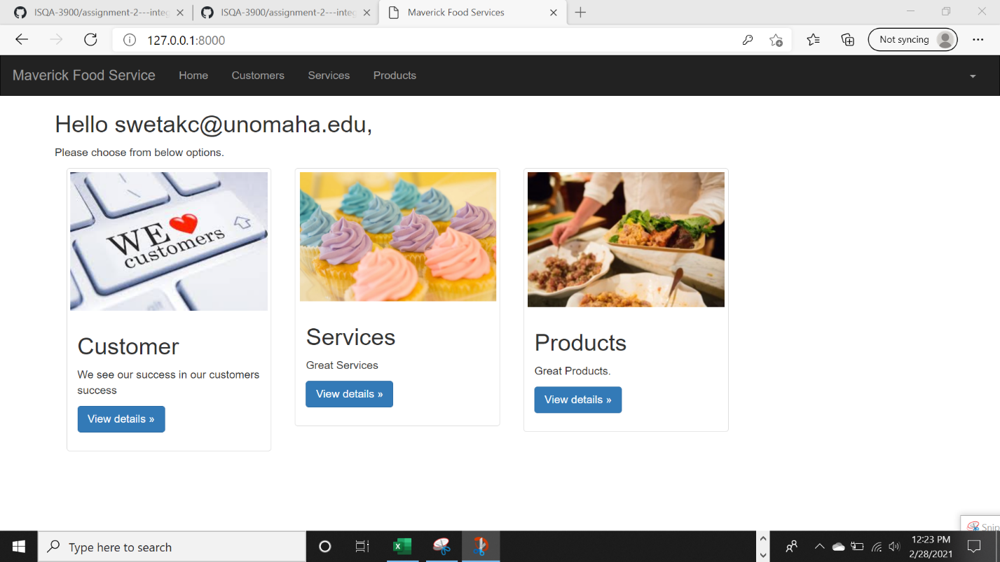 ISQA-3900/assignment-2---integ
ISQA-3900/assignment-2---integ
Maverick Food Services
127.0.0.1:8000
Not syncing
Maverick Food Service
Home
Customers
Services
Products
Hello swetakc@unomaha.edu,
Please choose from below options.
WE
customers
Customer
We see our success in our customers
success
View details »
Services
Great Services
View details »
Products
Great Products.
View details »
Snip
Type here to search
12:23 PM
2/28/2021